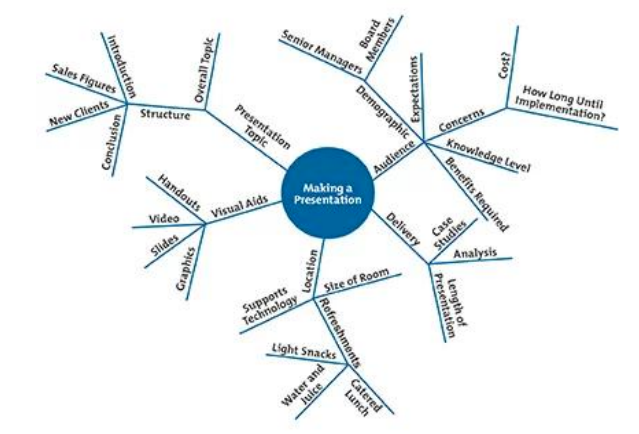 Making a
Presentation
Presentation
Topic
Overall Topic
Structure
Introduction
Sales Figures
New Clients
Conclusion
Audience
Demographic
Senior Managers
Board
Members
Expectations
Concerns
Cost?
How Long Until
Implementation?
Knowledge Level
Benefits Required
Delivery
Case
Studies
Analysis
Length of
Presentation
Location
Size of Room
Supports
Technology
Refreshments
Light Snacks
Water and
Juice
Catered
Lunch
Visual Aids
Handouts
Video
Slides
Graphics